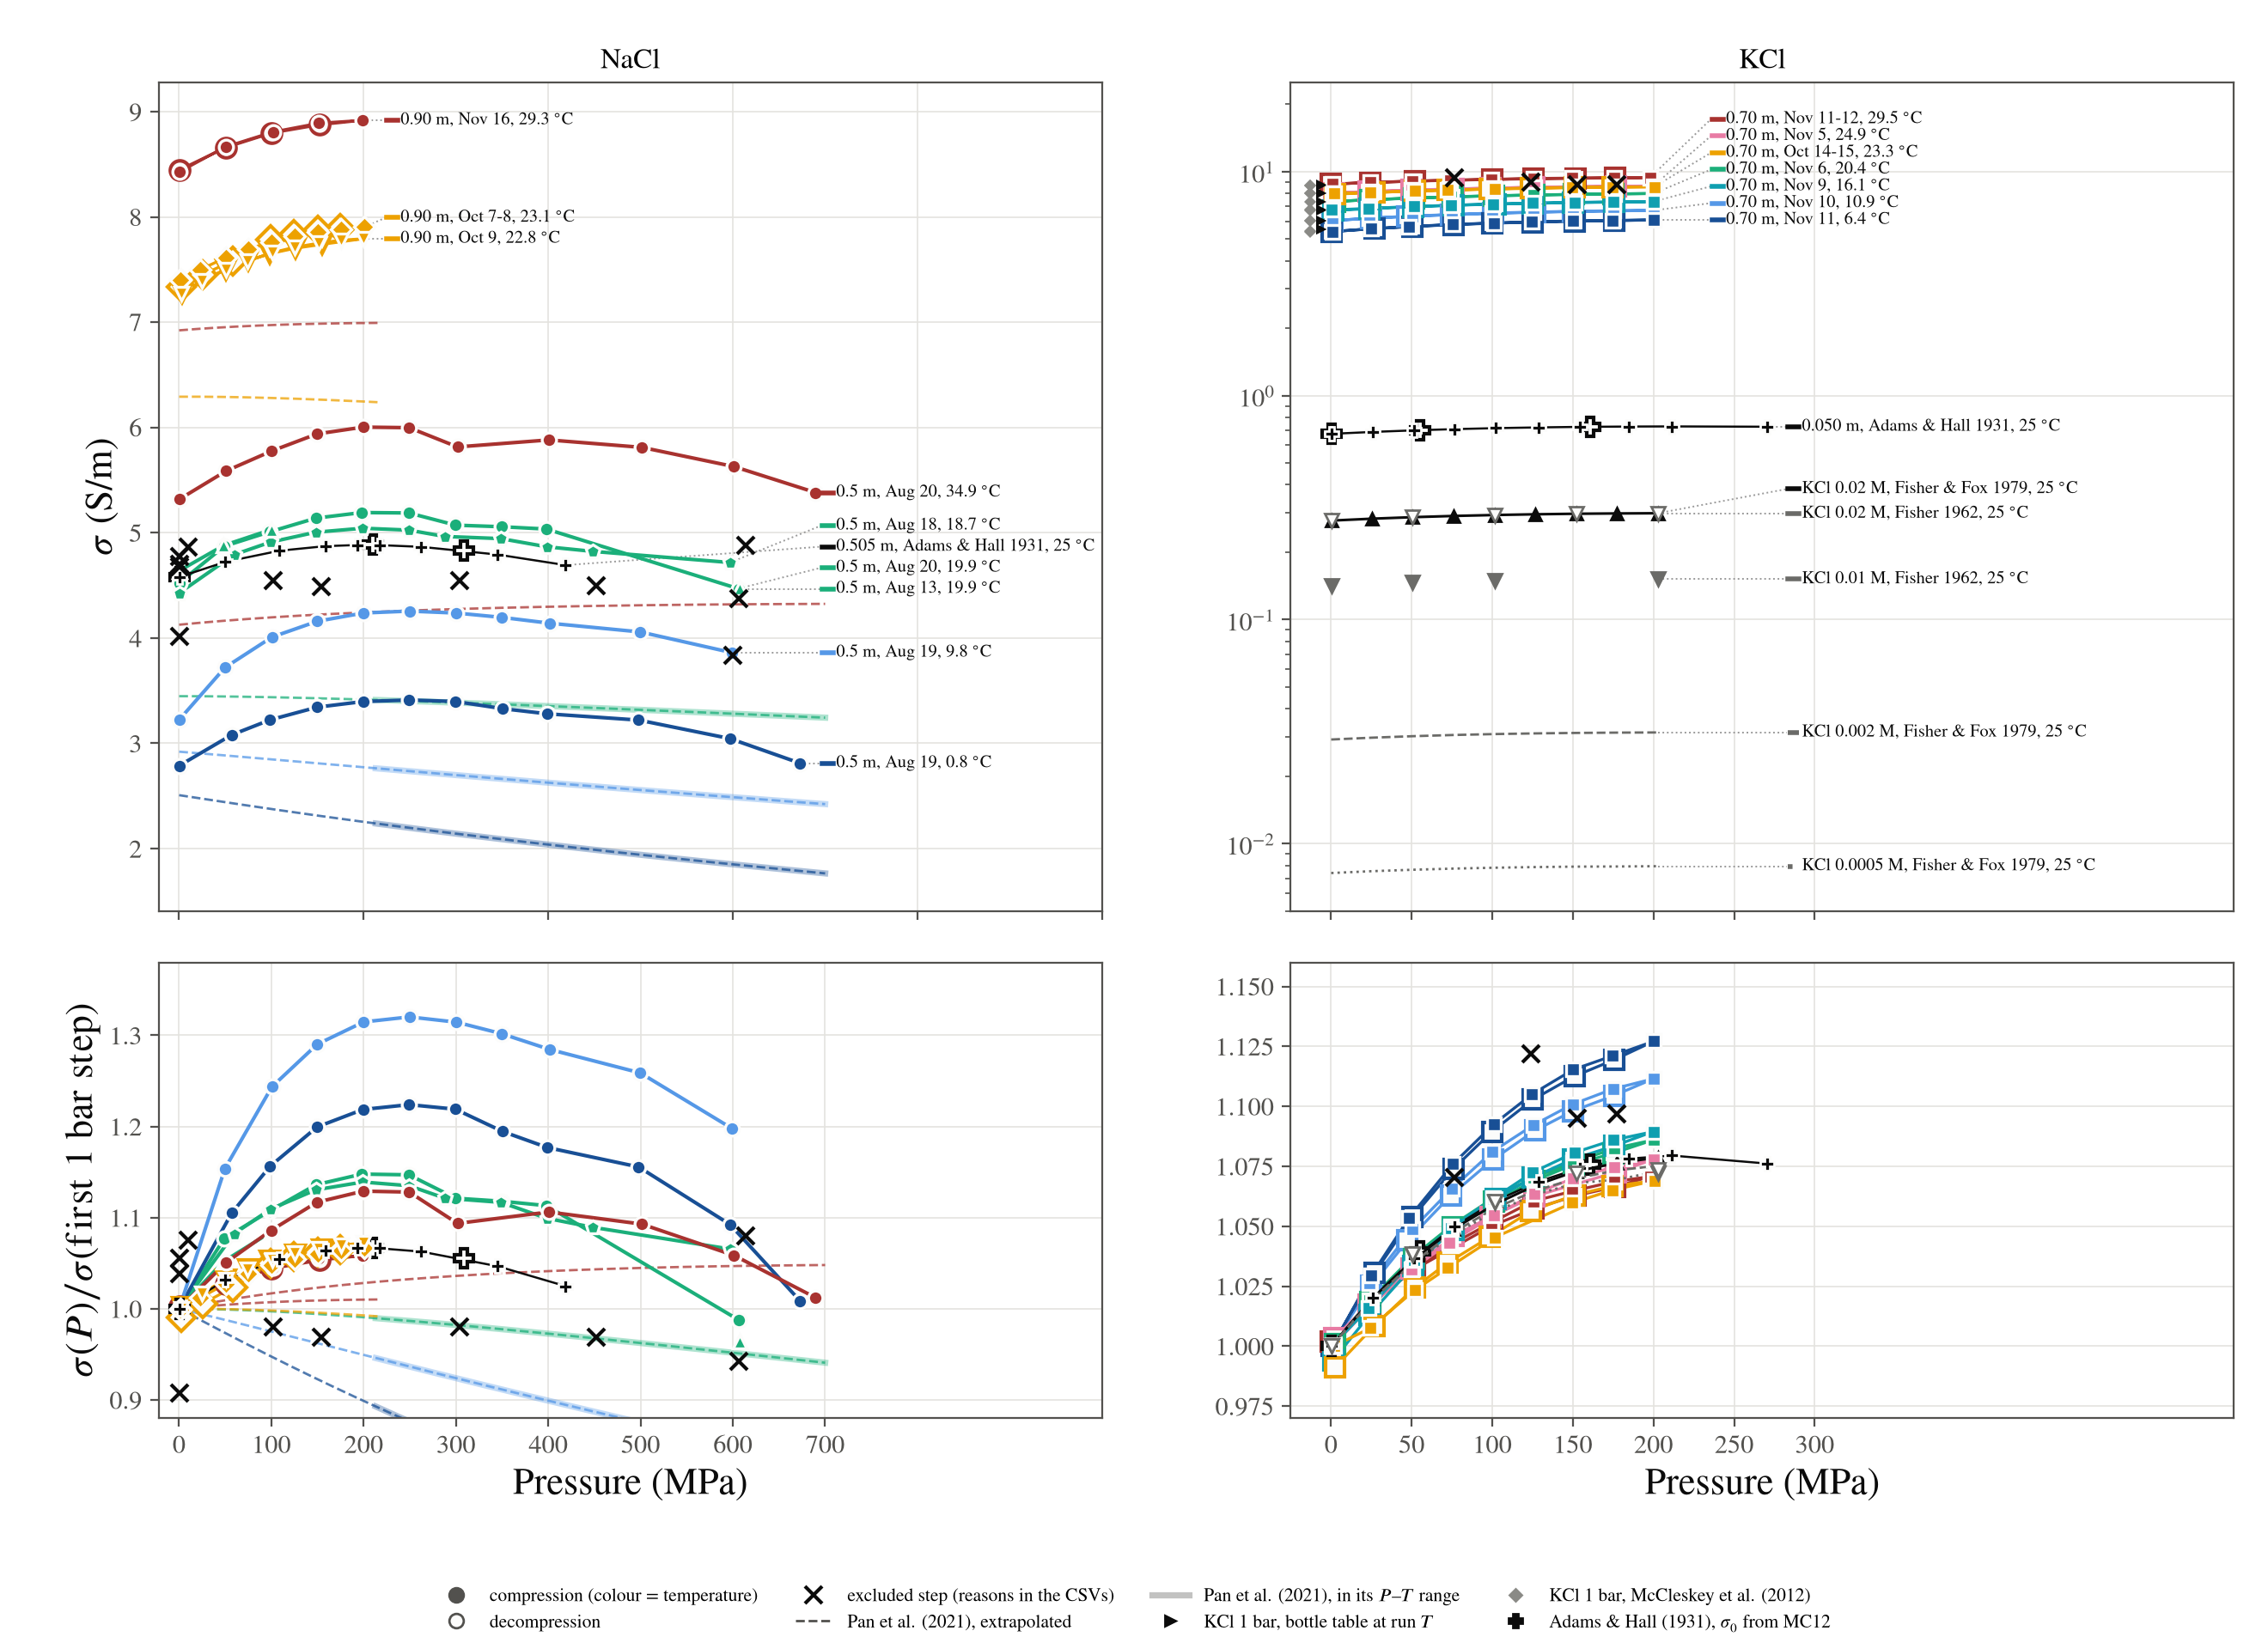 NaCl
KCl
9
8
7
6
5
4
3
2
σ (S/m)
0.90 m, Nov 16, 29.3 °C
0.90 m, Oct 7-8, 23.1 °C
0.90 m, Oct 9, 22.8 °C
0.5 m, Aug 20, 34.9 °C
0.5 m, Aug 18, 18.7 °C
0.505 m, Adams & Hall 1931, 25 °C
0.5 m, Aug 20, 19.9 °C
0.5 m, Aug 13, 19.9 °C
0.5 m, Aug 19, 9.8 °C
0.5 m, Aug 19, 0.8 °C
10¹
10⁰
10⁻¹
10⁻²
0.70 m, Nov 11-12, 29.5 °C
0.70 m, Nov 5, 24.9 °C
0.70 m, Oct 14-15, 23.3 °C
0.70 m, Nov 6, 20.4 °C
0.70 m, Nov 9, 16.1 °C
0.70 m, Nov 10, 10.9 °C
0.70 m, Nov 11, 6.4 °C
0.050 m, Adams & Hall 1931, 25 °C
KCl 0.02 M, Fisher & Fox 1979, 25 °C
KCl 0.02 M, Fisher 1962, 25 °C
KCl 0.01 M, Fisher 1962, 25 °C
KCl 0.002 M, Fisher & Fox 1979, 25 °C
KCl 0.0005 M, Fisher & Fox 1979, 25 °C
σ(P)/σ(first 1 bar step)
1.3
1.2
1.1
1.0
0.9
0 100 200 300 400 500 600 700
Pressure (MPa)
1.150
1.125
1.100
1.075
1.050
1.025
1.000
0.975
0 50 100 150 200 250 300
Pressure (MPa)
compression (colour = temperature)
decompression
excluded step (reasons in the CSVs)
Pan et al. (2021), extrapolated
Pan et al. (2021), in its P–T range
KCl 1 bar, bottle table at run T
KCl 1 bar, McCleskey et al. (2012)
Adams & Hall (1931), σ₀ from MC12